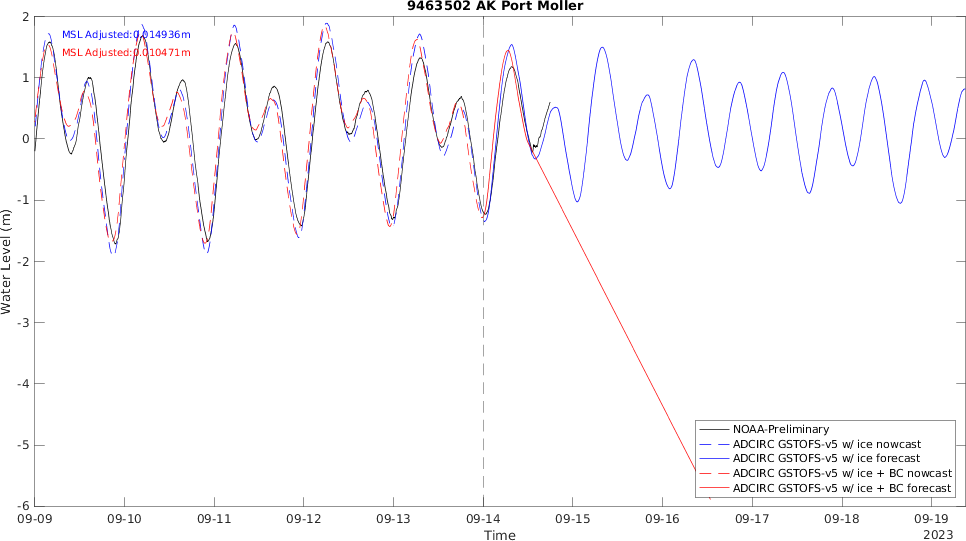 9463502 AK Port Moller
MSL Adjusted:0.014936m
MSL Adjusted:0.010471m
Water Level (m)
2
1
0
-1
-2
-3
-4
-5
-6
NOAA-Preliminary
ADCIRC GSTOFS-v5 w/ ice nowcast
ADCIRC GSTOFS-v5 w/ ice forecast
ADCIRC GSTOFS-v5 w/ ice + BC nowcast
ADCIRC GSTOFS-v5 w/ ice + BC forecast
09-09 09-10 09-11 09-12 09-13 09-14 09-15 09-16 09-17 09-18 09-19
2023
Time